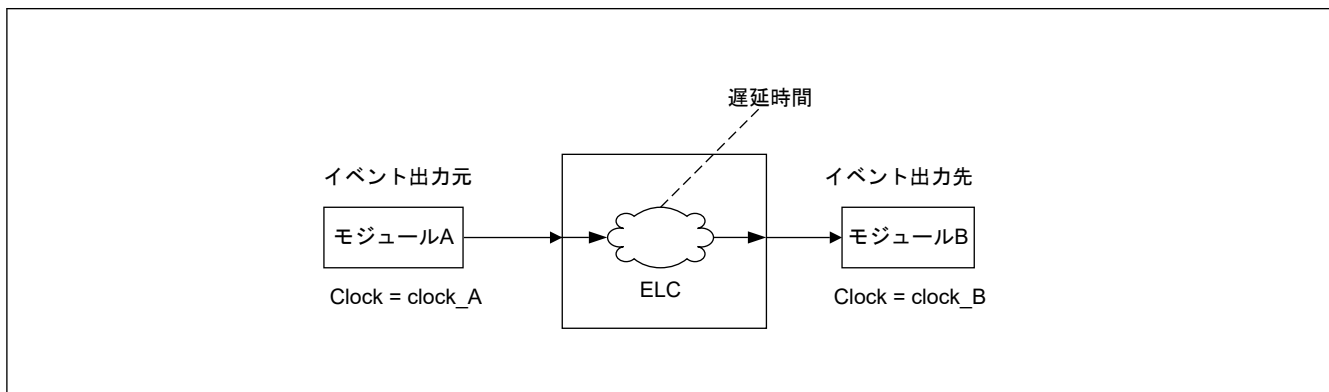 遅延時間
イベント出力元
イベント出力先
モジュールA
モジュールB
ELC
Clock = clock_A
Clock = clock_B